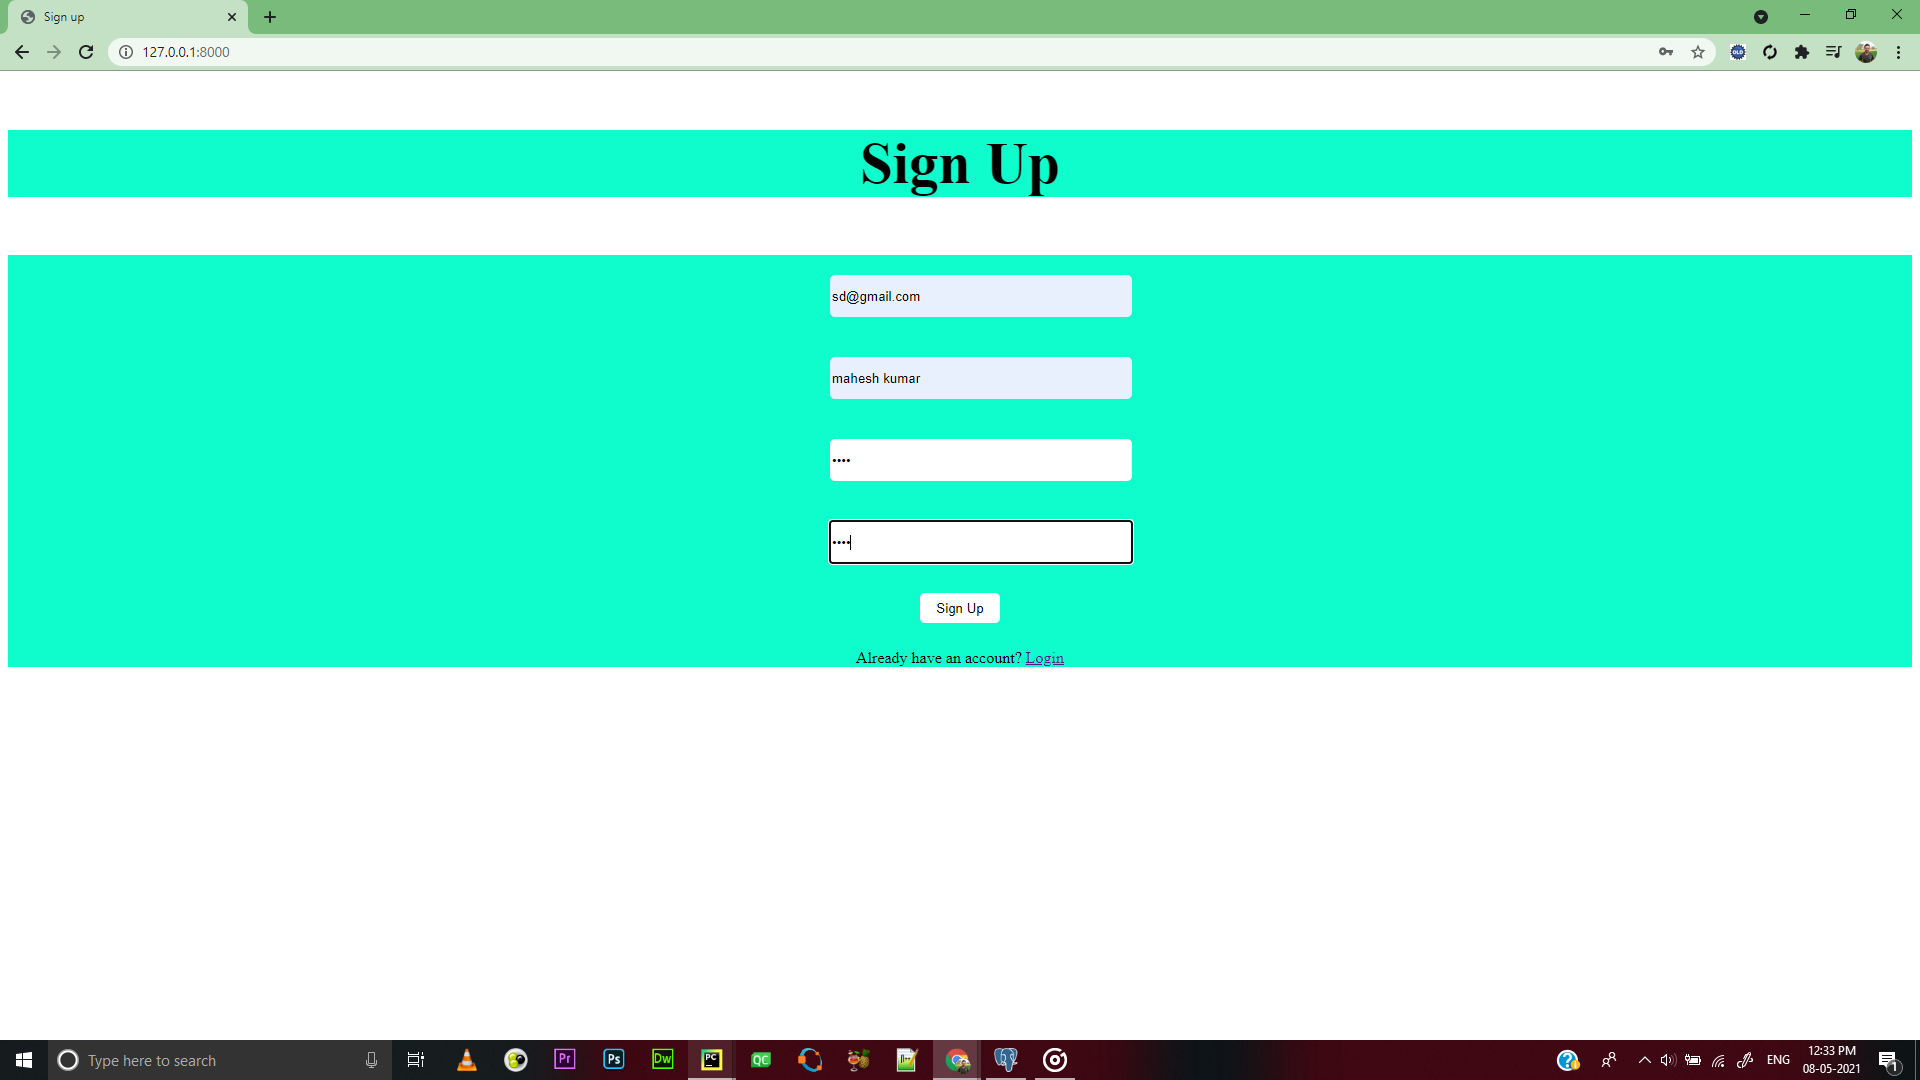 Sign up
127.0.0.1:8000
OLD
Sign Up
sd@gmail.com
mahesh kumar
••••
••••
Sign Up
Already have an account? Login
Type here to search
Pr
Ps
Dw
PC
QC
ENG
12:33 PM
08-05-2021
1